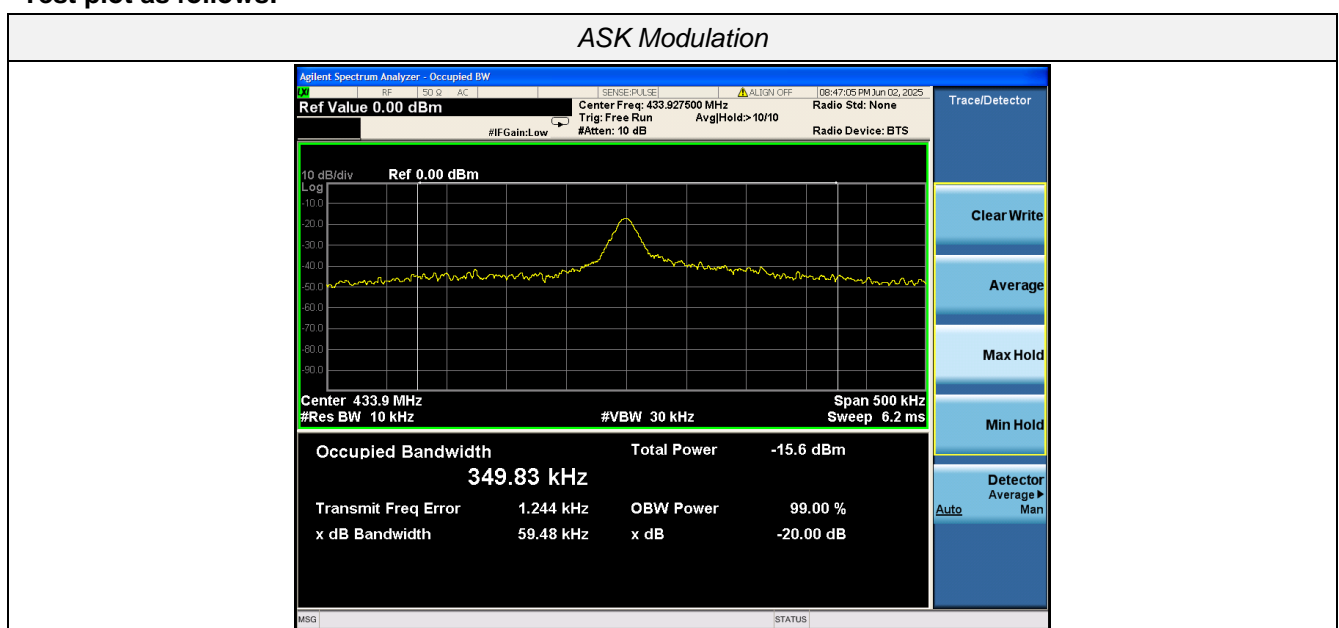 Test plot as follows:
ASK Modulation
Agilent Spectrum Analyzer - Occupied BW
RF 50 Ω AC SENSE:PULSE ALIGN OFF 08:47:05 PM Jun 02, 2025
Ref Value 0.00 dBm Center Freq: 433.927500 MHz Radio Std: None
Trig: Free Run Avg|Hold:>10/10
#IFGain:Low #Atten: 10 dB Radio Device: BTS
10 dB/div Ref 0.00 dBm
Log
-10.0
-20.0
-30.0
-40.0
-50.0
-60.0
-70.0
-80.0
-90.0
Center 433.9 MHz Span 500 kHz
#Res BW 10 kHz #VBW 30 kHz Sweep 6.2 ms
Occupied Bandwidth Total Power -15.6 dBm
349.83 kHz
Transmit Freq Error 1.244 kHz OBW Power 99.00 %
x dB Bandwidth 59.48 kHz x dB -20.00 dB
MSG STATUS
Trace/Detector
Clear Write
Average
Max Hold
Min Hold
Detector
Average▶
Auto Man